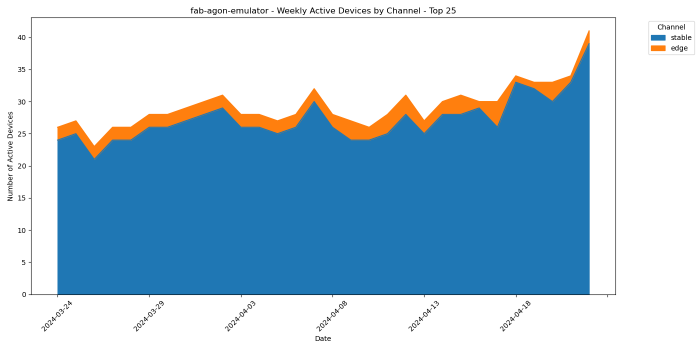 fab-agon-emulator - Weekly Active Devices by Channel - Top 25
Channel
stable
edge
Number of Active Devices
40
35
30
25
20
15
10
5
0
2024-03-24
2024-03-29
2024-04-03
2024-04-08
2024-04-13
2024-04-18
Date